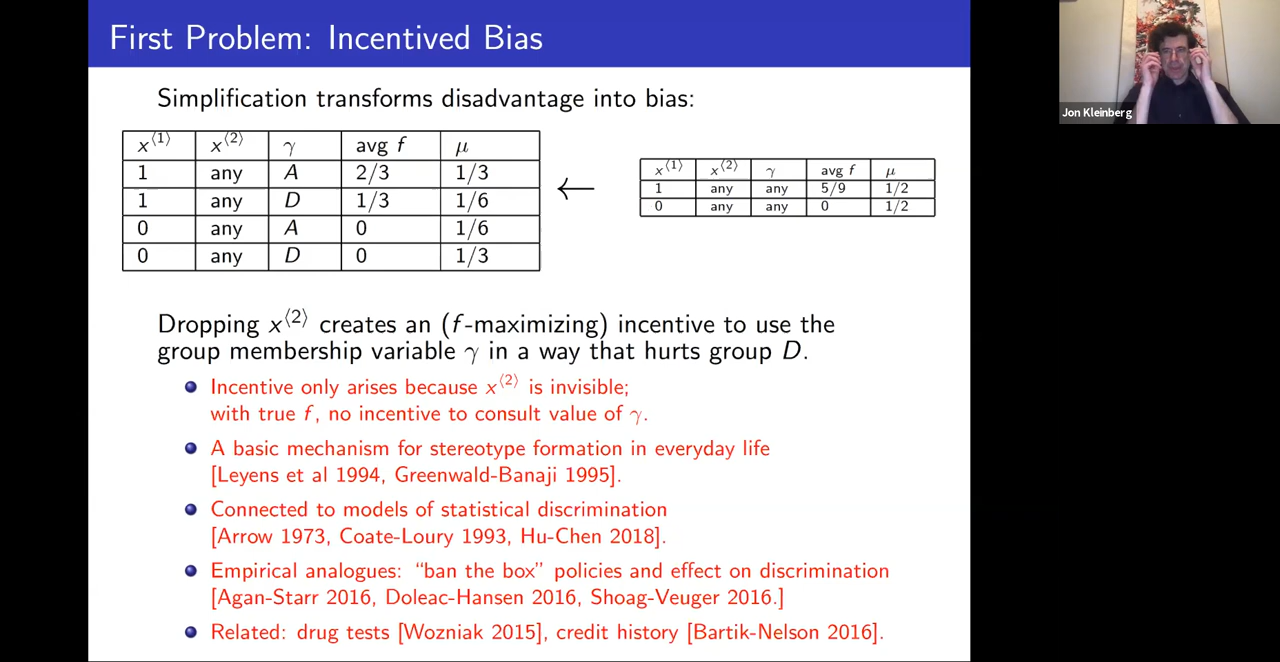 First Problem: Incentived Bias
Simplification transforms disadvantage into bias:
x⟨1⟩ x⟨2⟩ γ avg f μ
1 any A 2/3 1/3
1 any D 1/3 1/6
0 any A 0 1/6
0 any D 0 1/3
←
x⟨1⟩ x⟨2⟩ γ avg f μ
1 any any 5/9 1/2
0 any any 0 1/2
Dropping x⟨2⟩ creates an (f-maximizing) incentive to use the
group membership variable γ in a way that hurts group D.
Incentive only arises because x⟨2⟩ is invisible;
with true f, no incentive to consult value of γ.
A basic mechanism for stereotype formation in everyday life
[Leyens et al 1994, Greenwald-Banaji 1995].
Connected to models of statistical discrimination
[Arrow 1973, Coate-Loury 1993, Hu-Chen 2018].
Empirical analogues: “ban the box” policies and effect on discrimination
[Agan-Starr 2016, Doleac-Hansen 2016, Shoag-Veuger 2016.]
Related: drug tests [Wozniak 2015], credit history [Bartik-Nelson 2016].
Jon Kleinberg